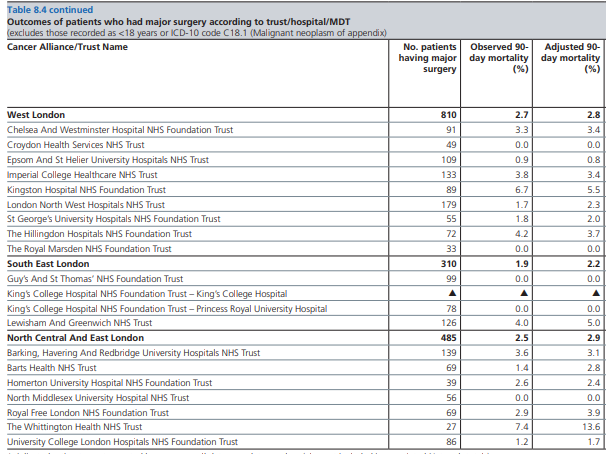 Table 8.4 continued
Outcomes of patients who had major surgery according to trust/hospital/MDT
(excludes those recorded as <18 years or ICD-10 code C18.1 (Malignant neoplasm of appendix)
Cancer Alliance/Trust Name No. patients having major surgery Observed 90-day mortality (%) Adjusted 90-day mortality (%)
West London 810 2.7 2.8
Chelsea And Westminster Hospital NHS Foundation Trust 91 3.3 3.4
Croydon Health Services NHS Trust 49 0.0 0.0
Epsom And St Helier University Hospitals NHS Trust 109 0.9 0.8
Imperial College Healthcare NHS Trust 133 3.8 3.4
Kingston Hospital NHS Foundation Trust 89 6.7 5.5
London North West Hospitals NHS Trust 179 1.7 2.3
St George's University Hospitals NHS Foundation Trust 55 1.8 2.0
The Hillingdon Hospitals NHS Foundation Trust 72 4.2 3.7
The Royal Marsden NHS Foundation Trust 33 0.0 0.0
South East London 310 1.9 2.2
Guy's And St Thomas' NHS Foundation Trust 99 0.0 0.0
King's College Hospital NHS Foundation Trust – King's College Hospital ▲ ▲ ▲
King's College Hospital NHS Foundation Trust – Princess Royal University Hospital 78 0.0 0.0
Lewisham And Greenwich NHS Trust 126 4.0 5.0
North Central And East London 485 2.5 2.9
Barking, Havering And Redbridge University Hospitals NHS Trust 139 3.6 3.1
Barts Health NHS Trust 69 1.4 2.8
Homerton University Hospital NHS Foundation Trust 39 2.6 2.4
North Middlesex University Hospital NHS Trust 56 0.0 0.0
Royal Free London NHS Foundation Trust 69 2.9 3.9
The Whittington Health NHS Trust 27 7.4 13.6
University College London Hospitals NHS Foundation Trust 86 1.2 1.7